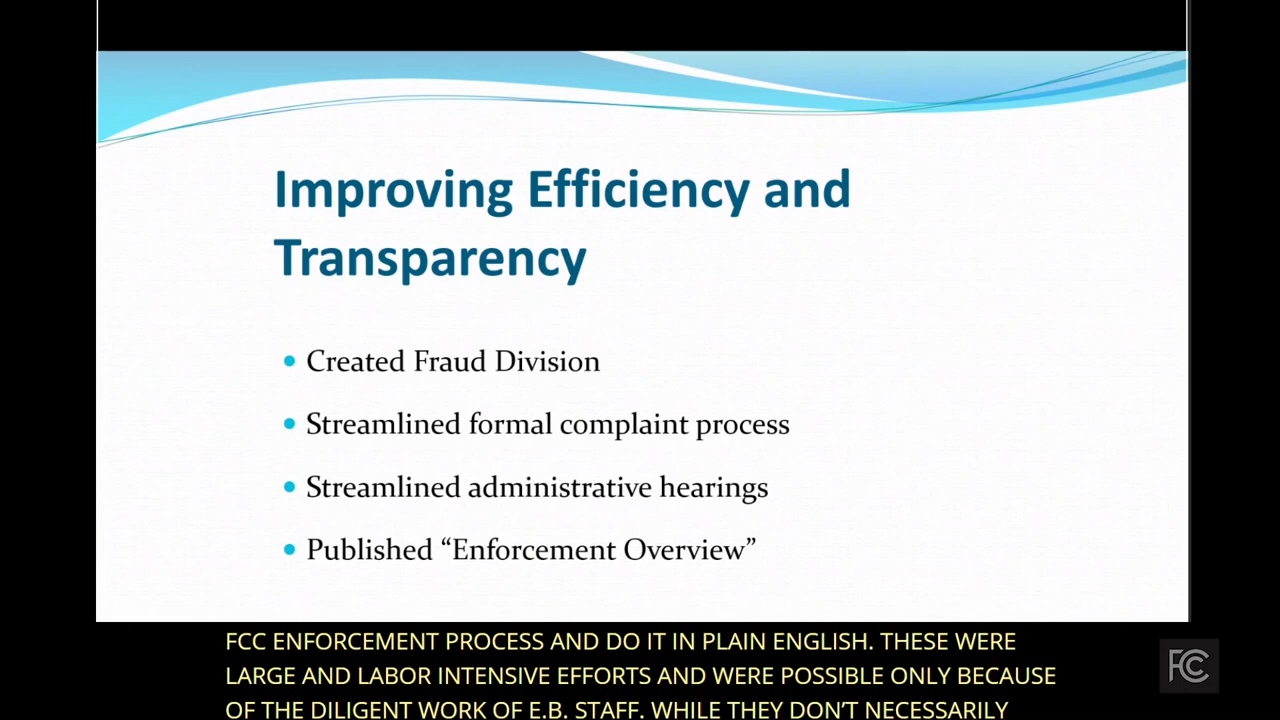 Improving Efficiency and
Transparency
• Created Fraud Division
• Streamlined formal complaint process
• Streamlined administrative hearings
• Published “Enforcement Overview”
FCC ENFORCEMENT PROCESS AND DO IT IN PLAIN ENGLISH. THESE WERE
LARGE AND LABOR INTENSIVE EFFORTS AND WERE POSSIBLE ONLY BECAUSE
OF THE DILIGENT WORK OF E.B. STAFF. WHILE THEY DON’T NECESSARILY
FCC